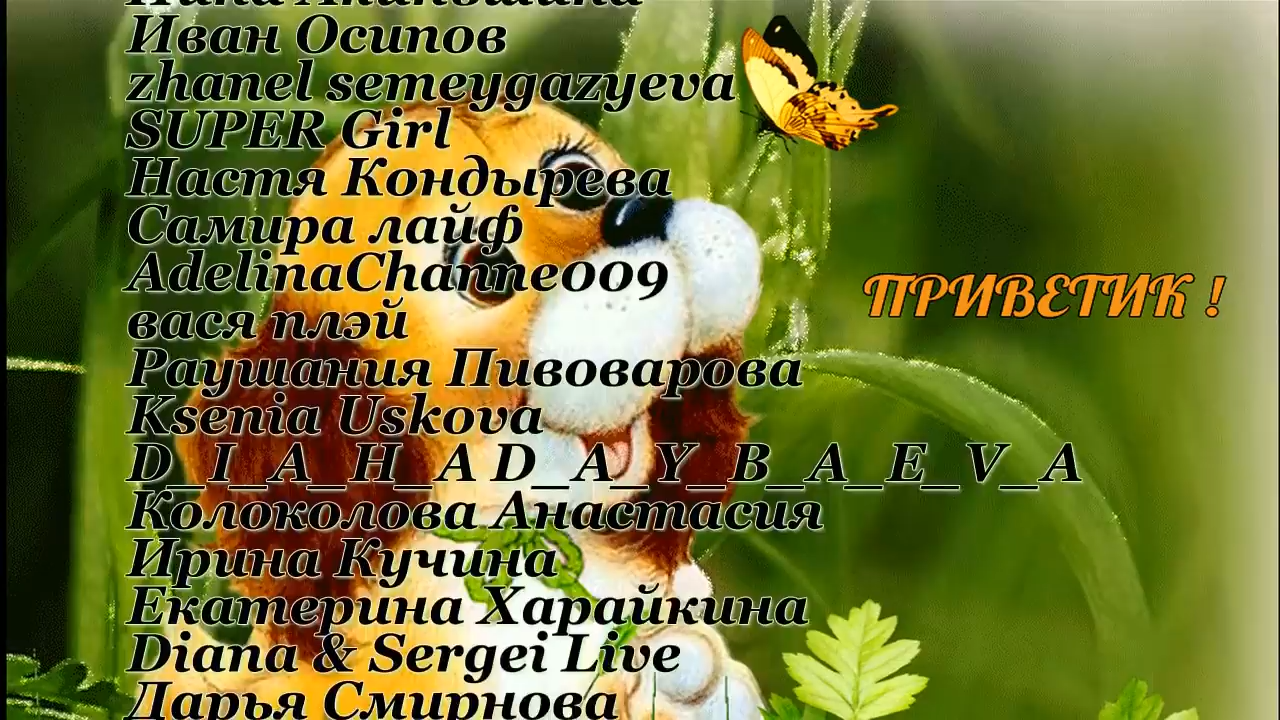 Иван Осипов
zhanel semeygazyeva
SUPER Girl
Настя Кондырева
Самира лайф
AdelinaChanne009
вася плэй
ПРИВЕТИК !
Раушания Пивоварова
Ksenia Uskova
D_I_A_H_A D_A_Y_B_A_E_V_A
Колоколова Анастасия
Ирина Кучина
Екатерина Харайкина
Diana & Sergei Live
Дарья Смирнова